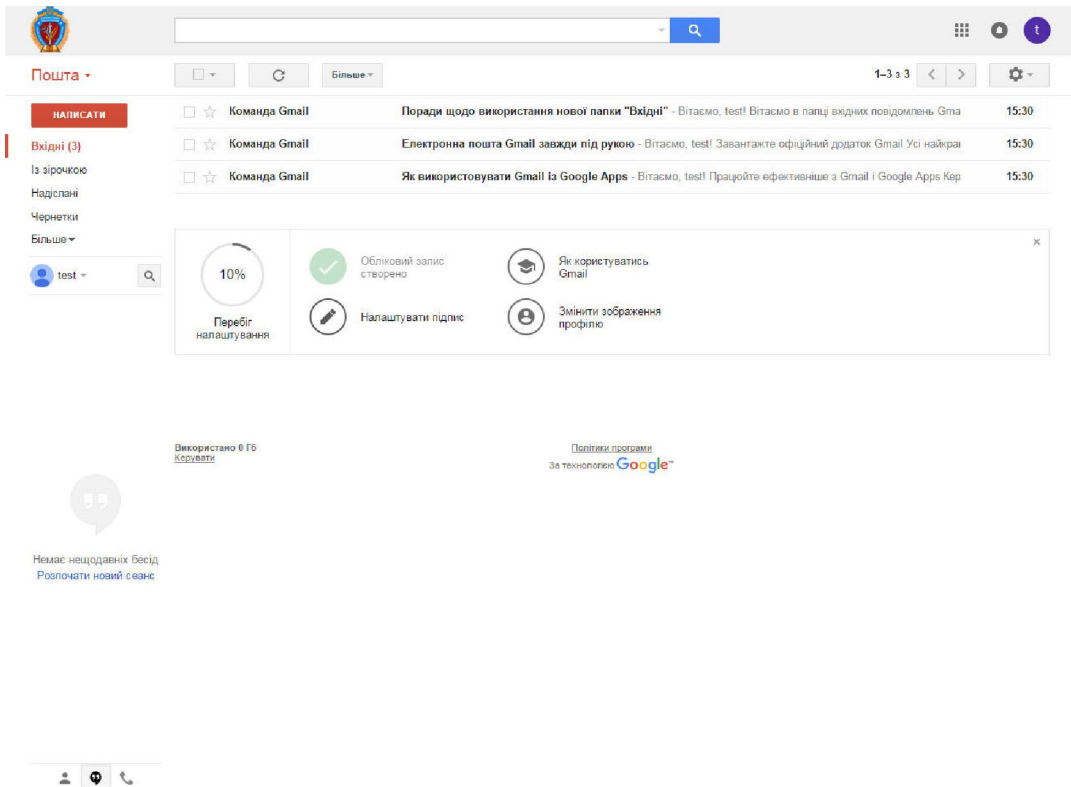 t
Пошта
Більше
1–3 з 3
НАПИСАТИ
Вхідні (3)
Із зірочкою
Надіслані
Чернетки
Більше
test
Команда Gmail Поради щодо використання нової папки "Вхідні" - Вітаємо, test! Вітаємо в папці вхідних повідомлень Gma 15:30
Команда Gmail Електронна пошта Gmail завжди під рукою - Вітаємо, test! Завантажте офіційний додаток Gmail Усі найкращ 15:30
Команда Gmail Як використовувати Gmail із Google Apps - Вітаємо, test! Працюйте ефективніше з Gmail і Google Apps Кер 15:30
10%
Перебіг
налаштування
Обліковий запис
створено
Налаштувати підпис
Як користуватись
Gmail
Змінити зображення
профілю
Використано 0 Гб
Керувати
Політики програми
За технологією Google™
Немає нещодавніх бесід
Розпочати новий сеанс